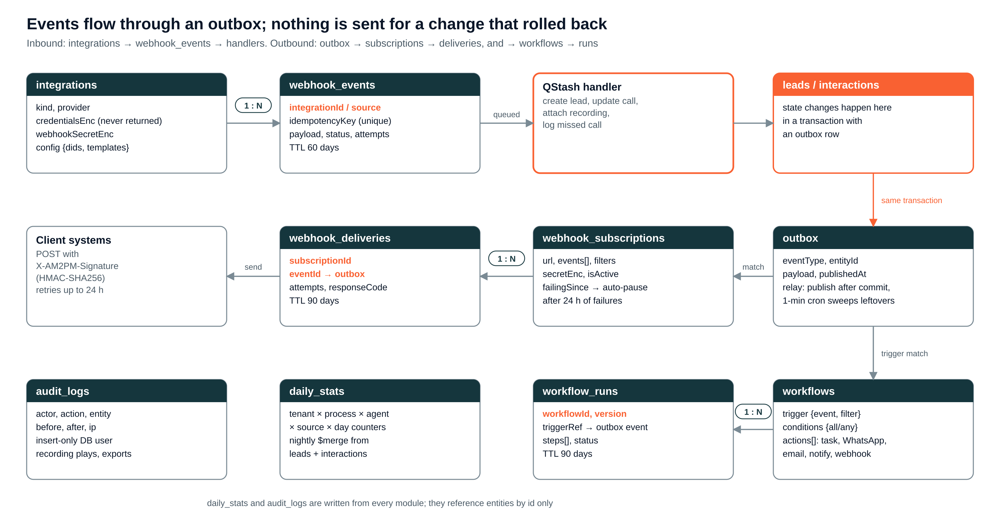 Events flow through an outbox; nothing is sent for a change that rolled back
Inbound: integrations → webhook_events → handlers. Outbound: outbox → subscriptions → deliveries, and → workflows → runs
integrations
kind, provider
credentialsEnc (never returned)
webhookSecretEnc
config {dids, templates}
1 : N
webhook_events
integrationId / source
idempotencyKey (unique)
payload, status, attempts
TTL 60 days
queued
QStash handler
create lead, update call,
attach recording,
log missed call
leads / interactions
state changes happen here
in a transaction with
an outbox row
same transaction
Client systems
POST with
X-AM2PM-Signature
(HMAC-SHA256)
retries up to 24 h
send
webhook_deliveries
subscriptionId
eventId → outbox
attempts, responseCode
TTL 90 days
1 : N
webhook_subscriptions
url, events[], filters
secretEnc, isActive
failingSince → auto-pause
after 24 h of failures
match
outbox
eventType, entityId
payload, publishedAt
relay: publish after commit,
1-min cron sweeps leftovers
trigger match
audit_logs
actor, action, entity
before, after, ip
insert-only DB user
recording plays, exports
daily_stats
tenant × process × agent
× source × day counters
nightly $merge from
leads + interactions
workflow_runs
workflowId, version
triggerRef → outbox event
steps[], status
TTL 90 days
1 : N
workflows
trigger {event, filter}
conditions {all/any}
actions[]: task, WhatsApp,
email, notify, webhook
daily_stats and audit_logs are written from every module; they reference entities by id only